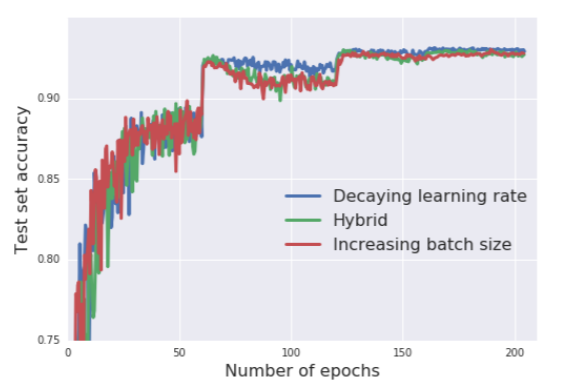 0.90
0.85
0.80
0.75
Test set accuracy
Decaying learning rate
Hybrid
Increasing batch size
0 50 100 150 200
Number of epochs